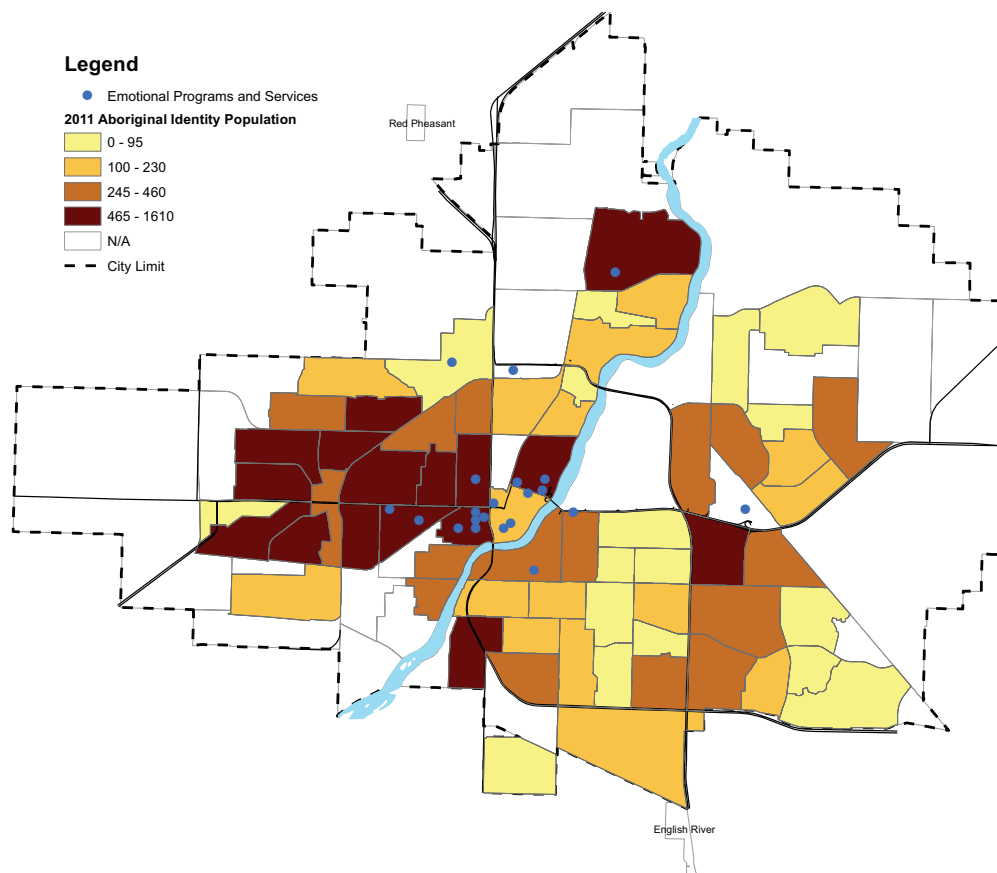 Legend
Emotional Programs and Services
2011 Aboriginal Identity Population
0 - 95
100 - 230
245 - 460
465 - 1610
N/A
City Limit
Red Pheasant
English River